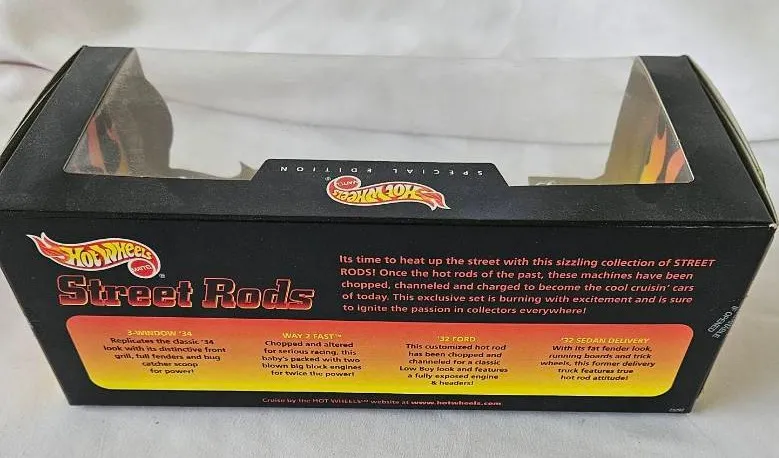 SPECIAL EDITION
HOT WHEELS
MATTEL
®
HOT WHEELS
MATTEL
®
Street Rods
Its time to heat up the street with this sizzling collection of STREET
RODS! Once the hot rods of the past, these machines have been
chopped, channeled and charged to become the cool cruisin' cars
of today. This exclusive set is burning with excitement and is sure
to ignite the passion in collectors everywhere!
3-WINDOW '34
Replicates the classic '34
look with its distinctive front
grill, full fenders and bug
catcher scoop
for power!
WAY 2 FAST™
Chopped and altered
for serious racing, this
baby's packed with two
blown big block engines
for twice the power!
'32 FORD
This customized hot rod
has been chopped and
channeled for a classic
Low Boy look and features
a fully exposed engine
& headers!
'32 SEDAN DELIVERY
With its fat fender look,
running boards and trick
wheels, this former delivery
truck features true
hot rod attitude!
Cruise by the HOT WHEELS™ website at www.hotwheels.com
IF OPENED